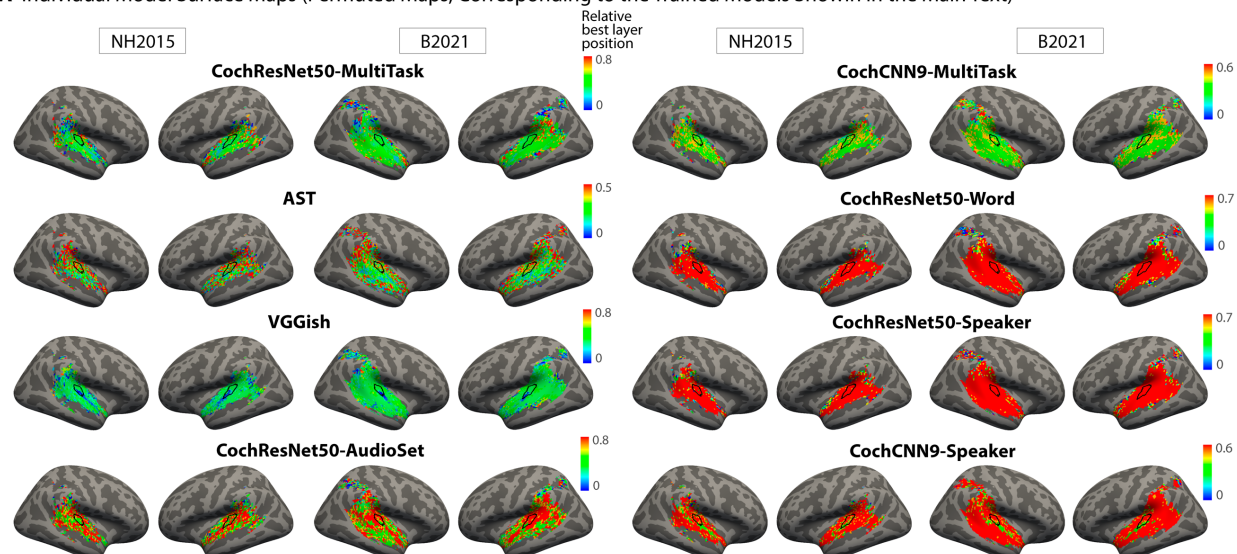 Individual model surface maps (Permuted maps, corresponding to the trained models shown in the main text)
Relative
best layer
position
NH2015
B2021
NH2015
B2021
CochResNet50-MultiTask
0.8
0
CochCNN9-MultiTask
0.6
0
AST
0.5
0
CochResNet50-Word
0.7
0
VGGish
0.8
0
CochResNet50-Speaker
0.7
0
CochResNet50-AudioSet
0.8
0
CochCNN9-Speaker
0.6
0